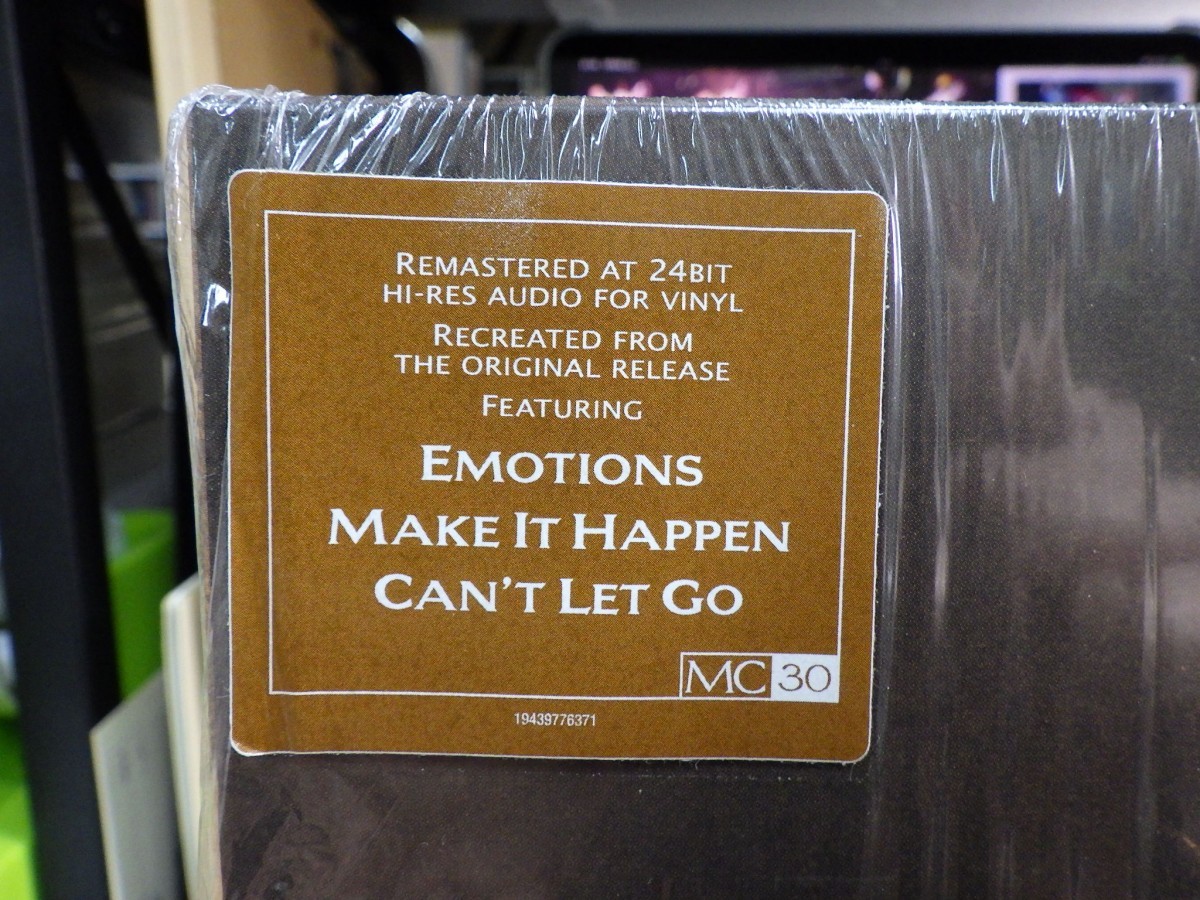 REMASTERED AT 24BIT
HI-RES AUDIO FOR VINYL
RECREATED FROM
THE ORIGINAL RELEASE
FEATURING
EMOTIONS
MAKE IT HAPPEN
CAN'T LET GO
MC 30
19439776371